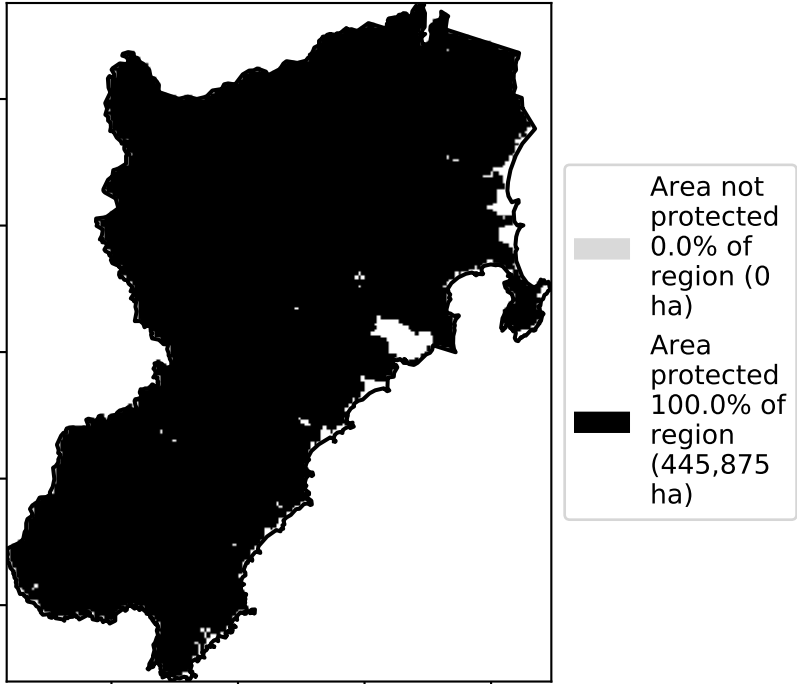 Area not
protected
0.0% of
region (0
ha)
Area
protected
100.0% of
region
(445,875
ha)